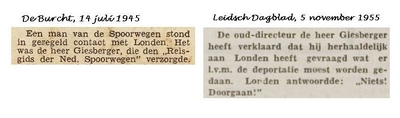 De Burcht, 14 juli 1945
Een man van de Spoorwegen stond
in geregeld contact met Londen. Het
was de heer Giesberger, die den „Reis-
gids der Ned. Spoorwegen" verzorgde.
Leidsch Dagblad, 5 november 1955
De oud-directeur de heer Giesberger
heeft verklaard dat hij herhaaldelijk
aan Londen heeft gevraagd wat er
i.v.m. de deportatie moest worden ge-
daan. Londen antwoordde: „Niets!
Doorgaan!"